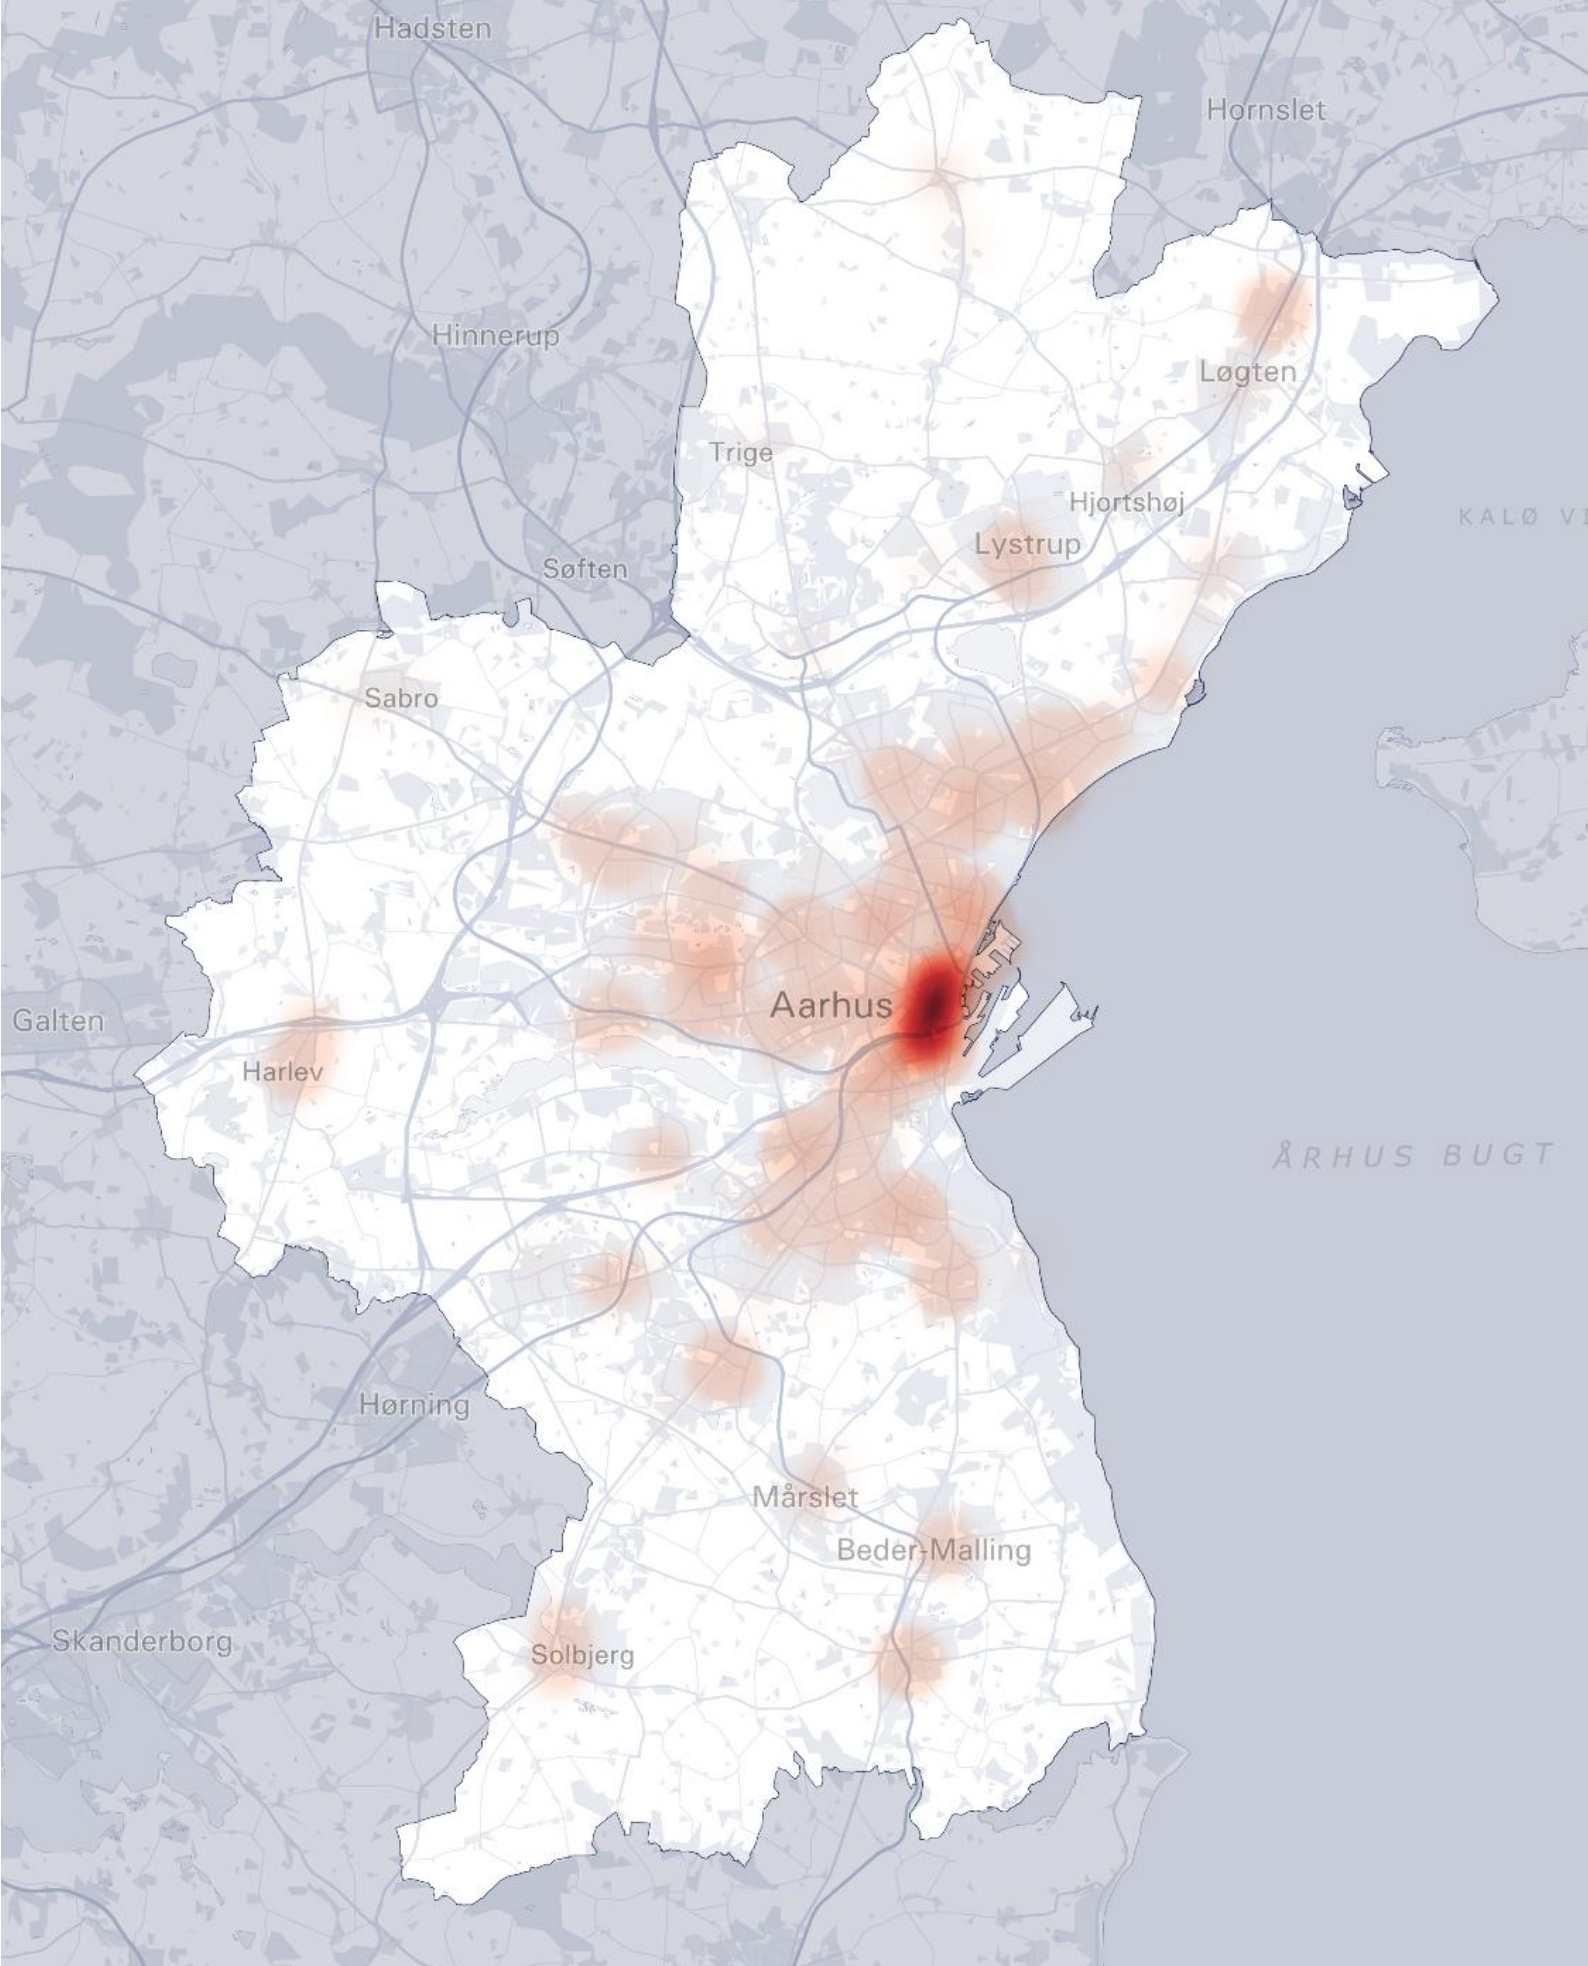 Hadsten
Hornslet
Hinnerup
Løgten
Trige
Hjortshøj
KALØ VI
Lystrup
Søften
Sabro
Aarhus
Galten
Harlev
ÅRHUS BUGT
Hørning
Mårslet
Beder-Malling
Skanderborg
Solbjerg